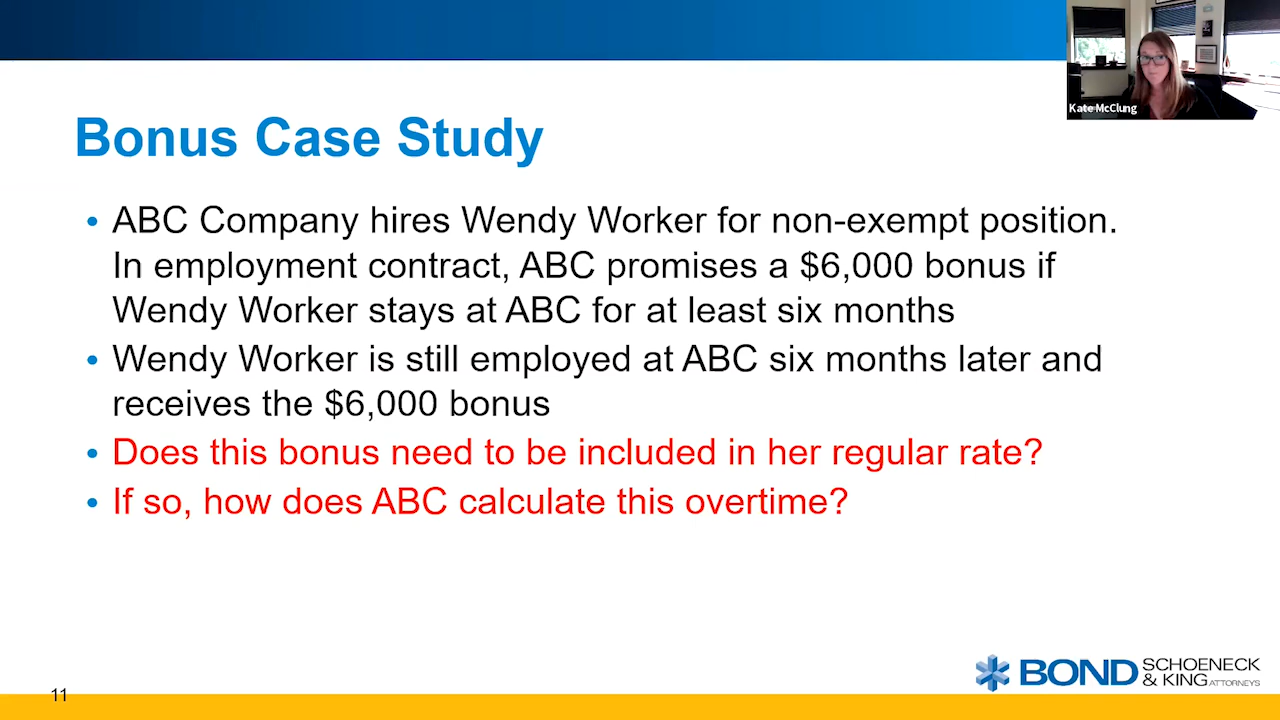 Kate McClung
Bonus Case Study
• ABC Company hires Wendy Worker for non-exempt position.
In employment contract, ABC promises a $6,000 bonus if
Wendy Worker stays at ABC for at least six months
• Wendy Worker is still employed at ABC six months later and
receives the $6,000 bonus
• Does this bonus need to be included in her regular rate?
• If so, how does ABC calculate this overtime?
BOND SCHOENECK
& KING ATTORNEYS
11